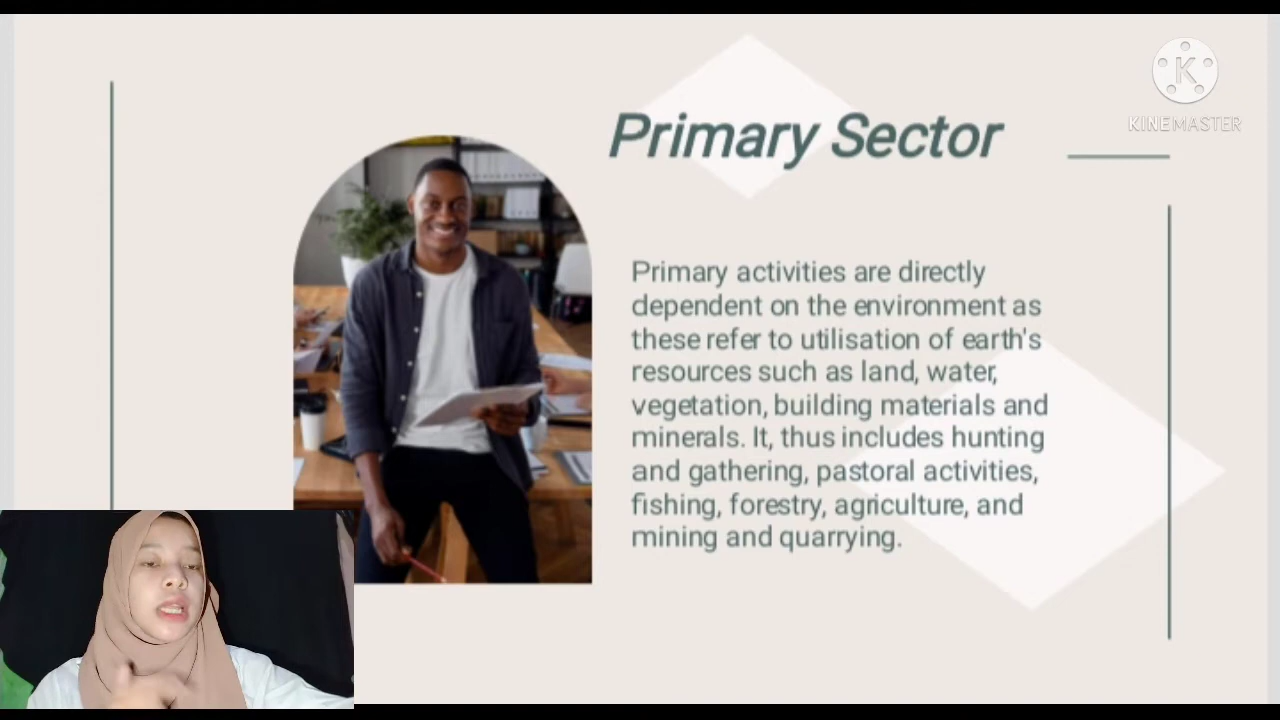 Primary Sector
K
KINEMASTER
Primary activities are directly
dependent on the environment as
these refer to utilisation of earth's
resources such as land, water,
vegetation, building materials and
minerals. It, thus includes hunting
and gathering, pastoral activities,
fishing, forestry, agriculture, and
mining and quarrying.